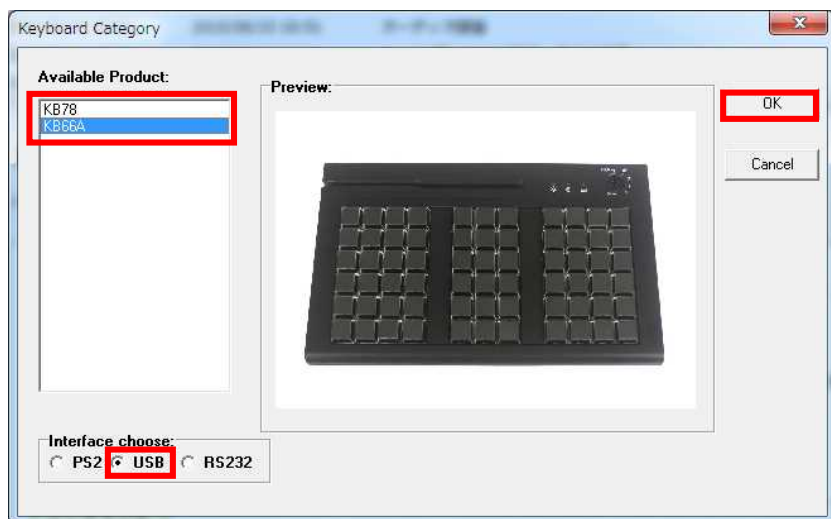 Keyboard Category
Available Product:
KB78
KB66A
Preview:
OK
Cancel
Interface choose:
PS2 USB RS232